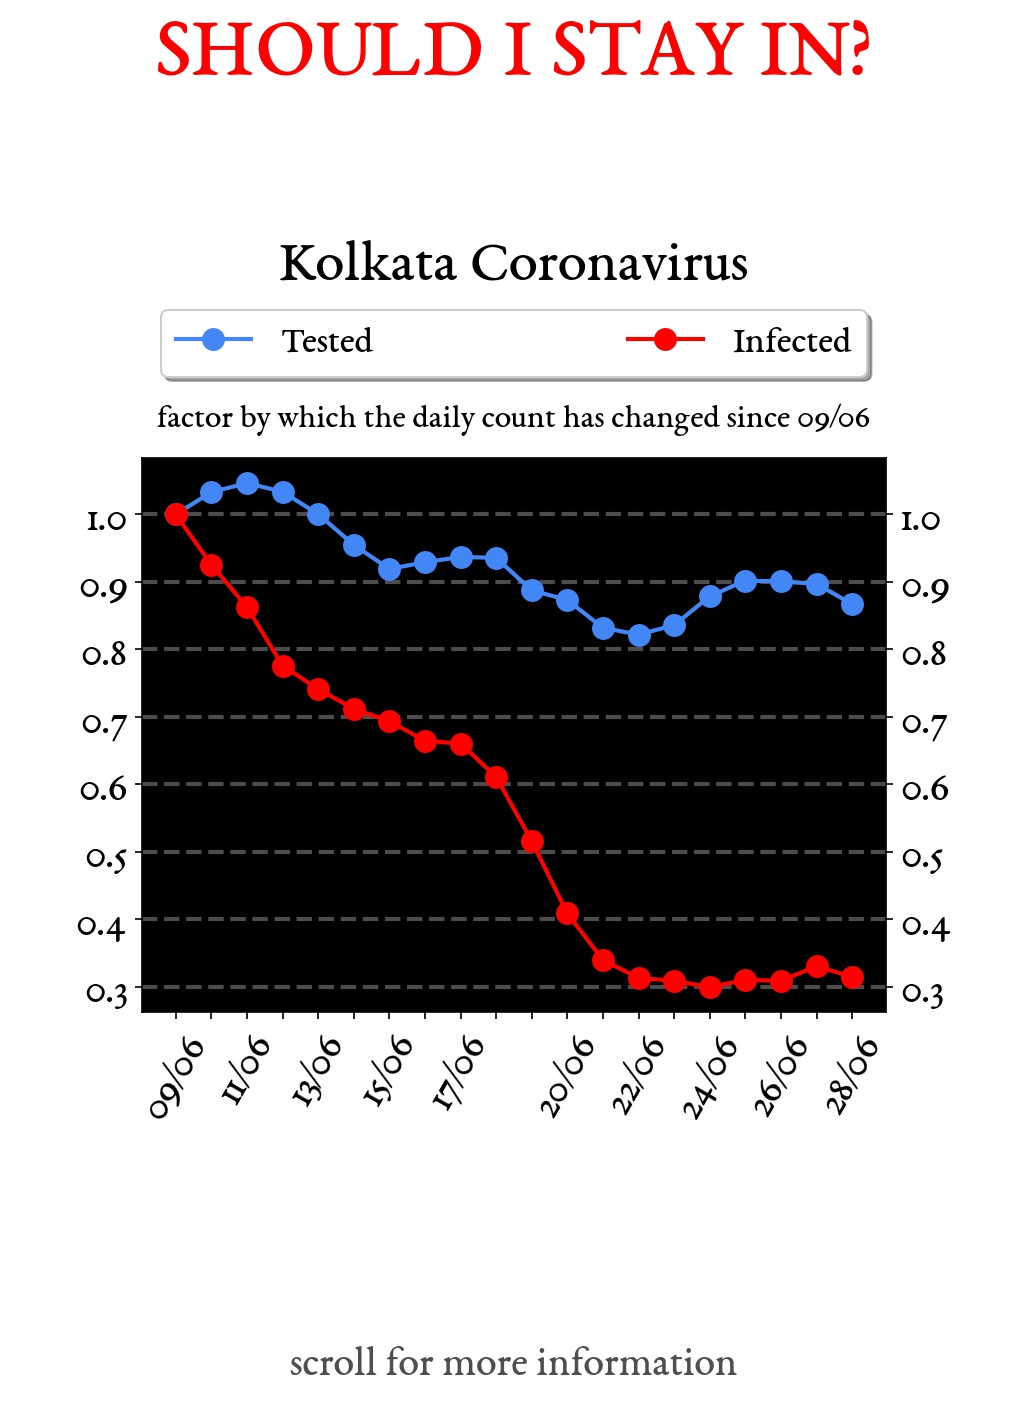 SHOULD I STAY IN?
Kolkata Coronavirus
Tested Infected
factor by which the daily count has changed since 09/06
1.0 1.0
0.9 0.9
0.8 0.8
0.7 0.7
0.6 0.6
0.5 0.5
0.4 0.4
0.3 0.3
09/06 11/06 13/06 15/06 17/06 20/06 22/06 24/06 26/06 28/06
scroll for more information